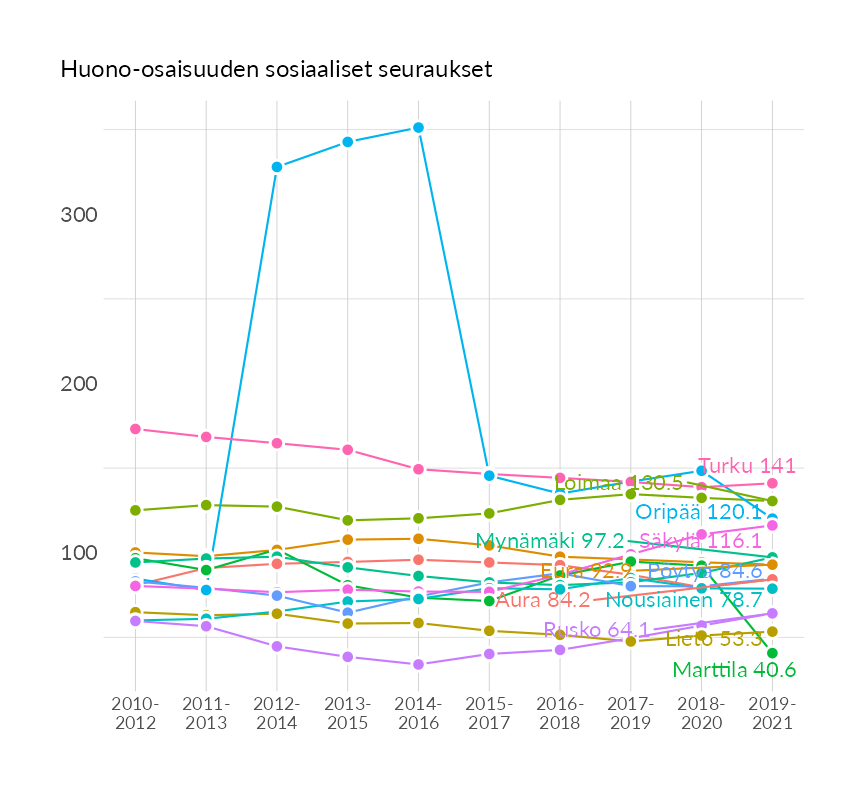 Huono-osaisuuden sosiaaliset seuraukset
300
200
100
Turku 141
Loimaa 130.5
Oripää 120.1
Mynämäki 97.2
Säkylä 116.1
Eura 92.9
Pöytyä 84.6
Aura 84.2
Nousiainen 78.7
Rusko 64.1
Lieto 53.3
Marttila 40.6
2010-2012
2011-2013
2012-2014
2013-2015
2014-2016
2015-2017
2016-2018
2017-2019
2018-2020
2019-2021